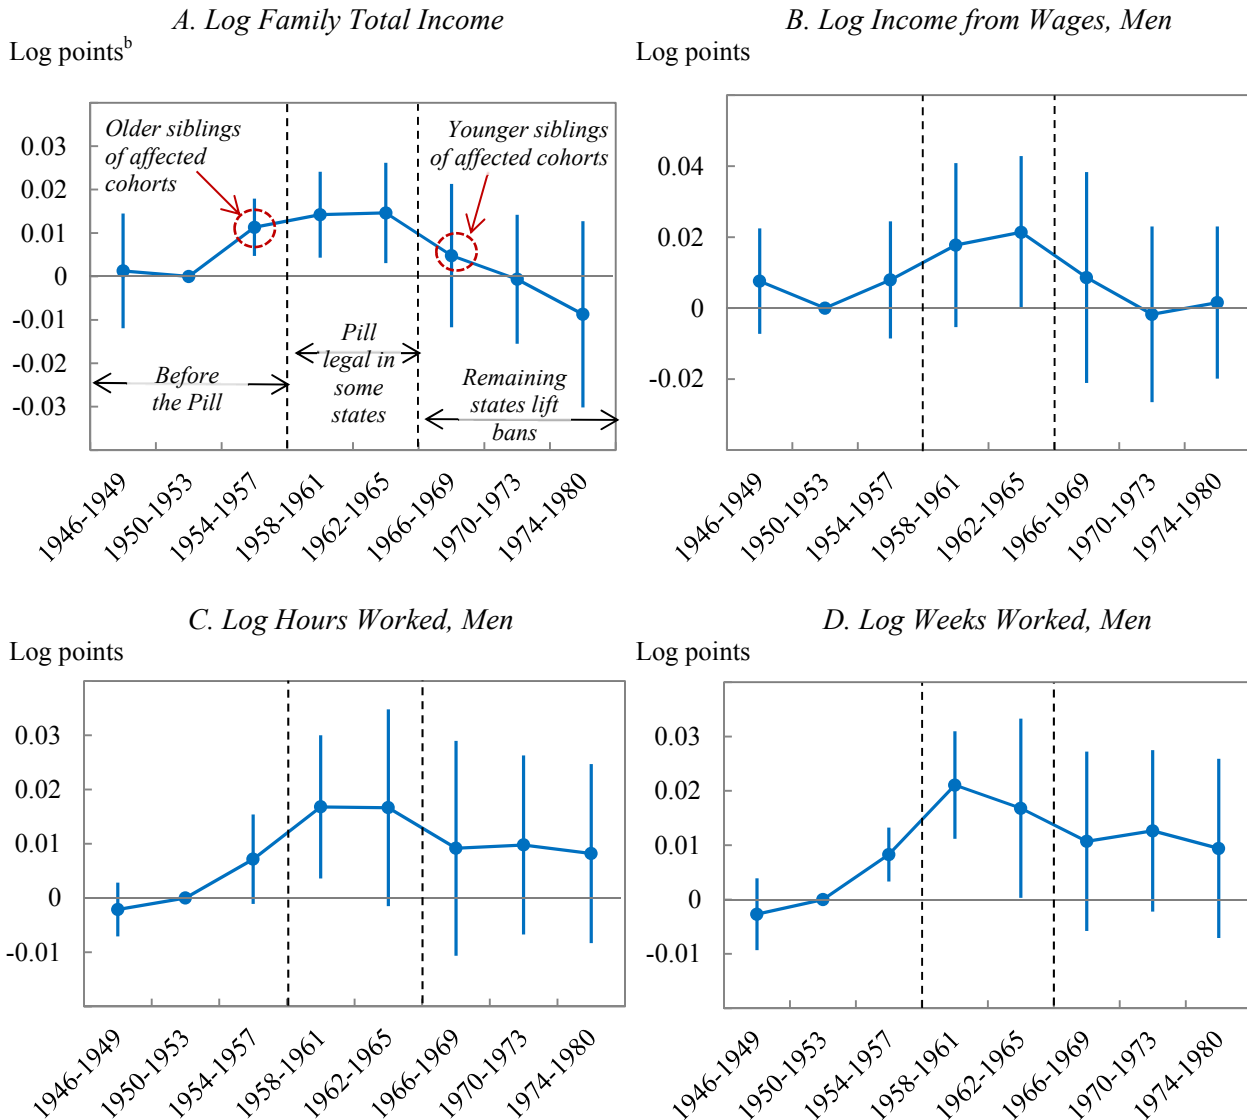 A. Log Family Total Income
Log points^b
0.03
0.02
0.01
0
-0.01
-0.02
-0.03
Older siblings
of affected
cohorts
Younger siblings
of affected cohorts
Before
the Pill
Pill
legal in
some
states
Remaining
states lift
bans
1946-1949
1950-1953
1954-1957
1958-1961
1962-1965
1966-1969
1970-1973
1974-1980
B. Log Income from Wages, Men
Log points
0.04
0.02
0
-0.02
1946-1949
1950-1953
1954-1957
1958-1961
1962-1965
1966-1969
1970-1973
1974-1980
C. Log Hours Worked, Men
Log points
0.03
0.02
0.01
0
-0.01
1946-1949
1950-1953
1954-1957
1958-1961
1962-1965
1966-1969
1970-1973
1974-1980
D. Log Weeks Worked, Men
Log points
0.03
0.02
0.01
0
-0.01
1946-1949
1950-1953
1954-1957
1958-1961
1962-1965
1966-1969
1970-1973
1974-1980